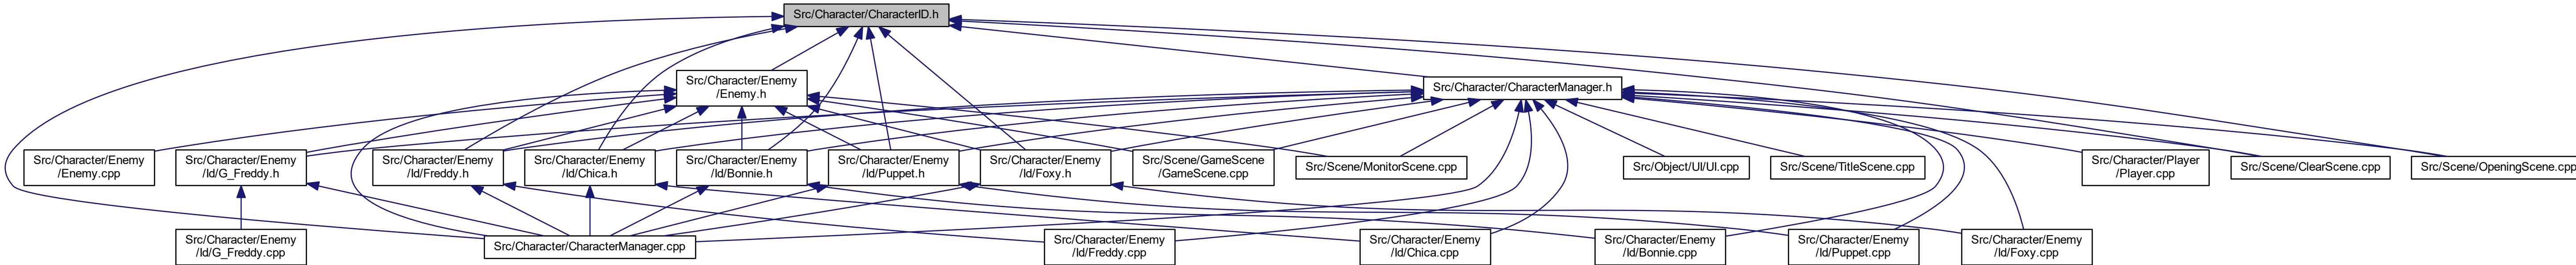 Src/Character/CharacterID.h
Src/Character/Enemy
/Enemy.h
Src/Character/CharacterManager.h
Src/Character/Enemy
/Enemy.cpp
Src/Character/Enemy
/Id/G_Freddy.h
Src/Character/Enemy
/Id/Freddy.h
Src/Character/Enemy
/Id/Chica.h
Src/Character/Enemy
/Id/Bonnie.h
Src/Character/Enemy
/Id/Puppet.h
Src/Character/Enemy
/Id/Foxy.h
Src/Scene/GameScene
/GameScene.cpp
Src/Scene/MonitorScene.cpp
Src/Object/UI/UI.cpp
Src/Scene/TitleScene.cpp
Src/Character/Player
/Player.cpp
Src/Scene/ClearScene.cpp
Src/Scene/OpeningScene.cpp
Src/Character/Enemy
/Id/G_Freddy.cpp
Src/Character/CharacterManager.cpp
Src/Character/Enemy
/Id/Freddy.cpp
Src/Character/Enemy
/Id/Chica.cpp
Src/Character/Enemy
/Id/Bonnie.cpp
Src/Character/Enemy
/Id/Puppet.cpp
Src/Character/Enemy
/Id/Foxy.cpp